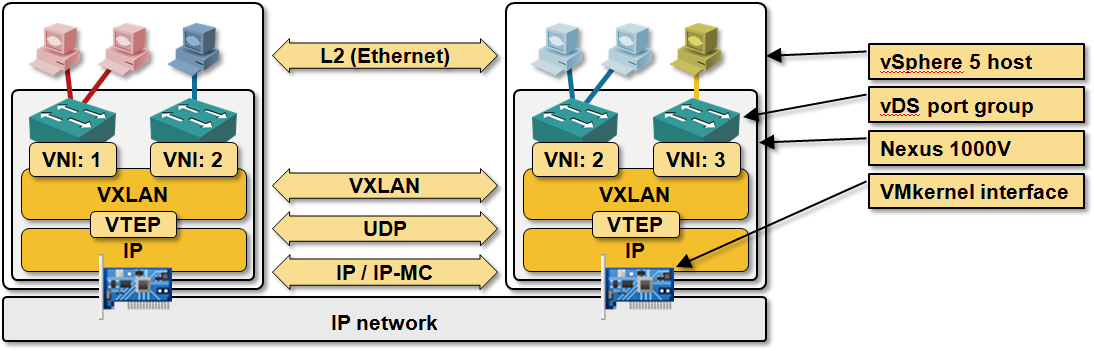 L2 (Ethernet)
vSphere 5 host
vDS port group
VNI: 1
VNI: 2
VNI: 2
VNI: 3
Nexus 1000V
VXLAN
VXLAN
VXLAN
VMkernel interface
VTEP
UDP
VTEP
IP
IP / IP-MC
IP
IP network